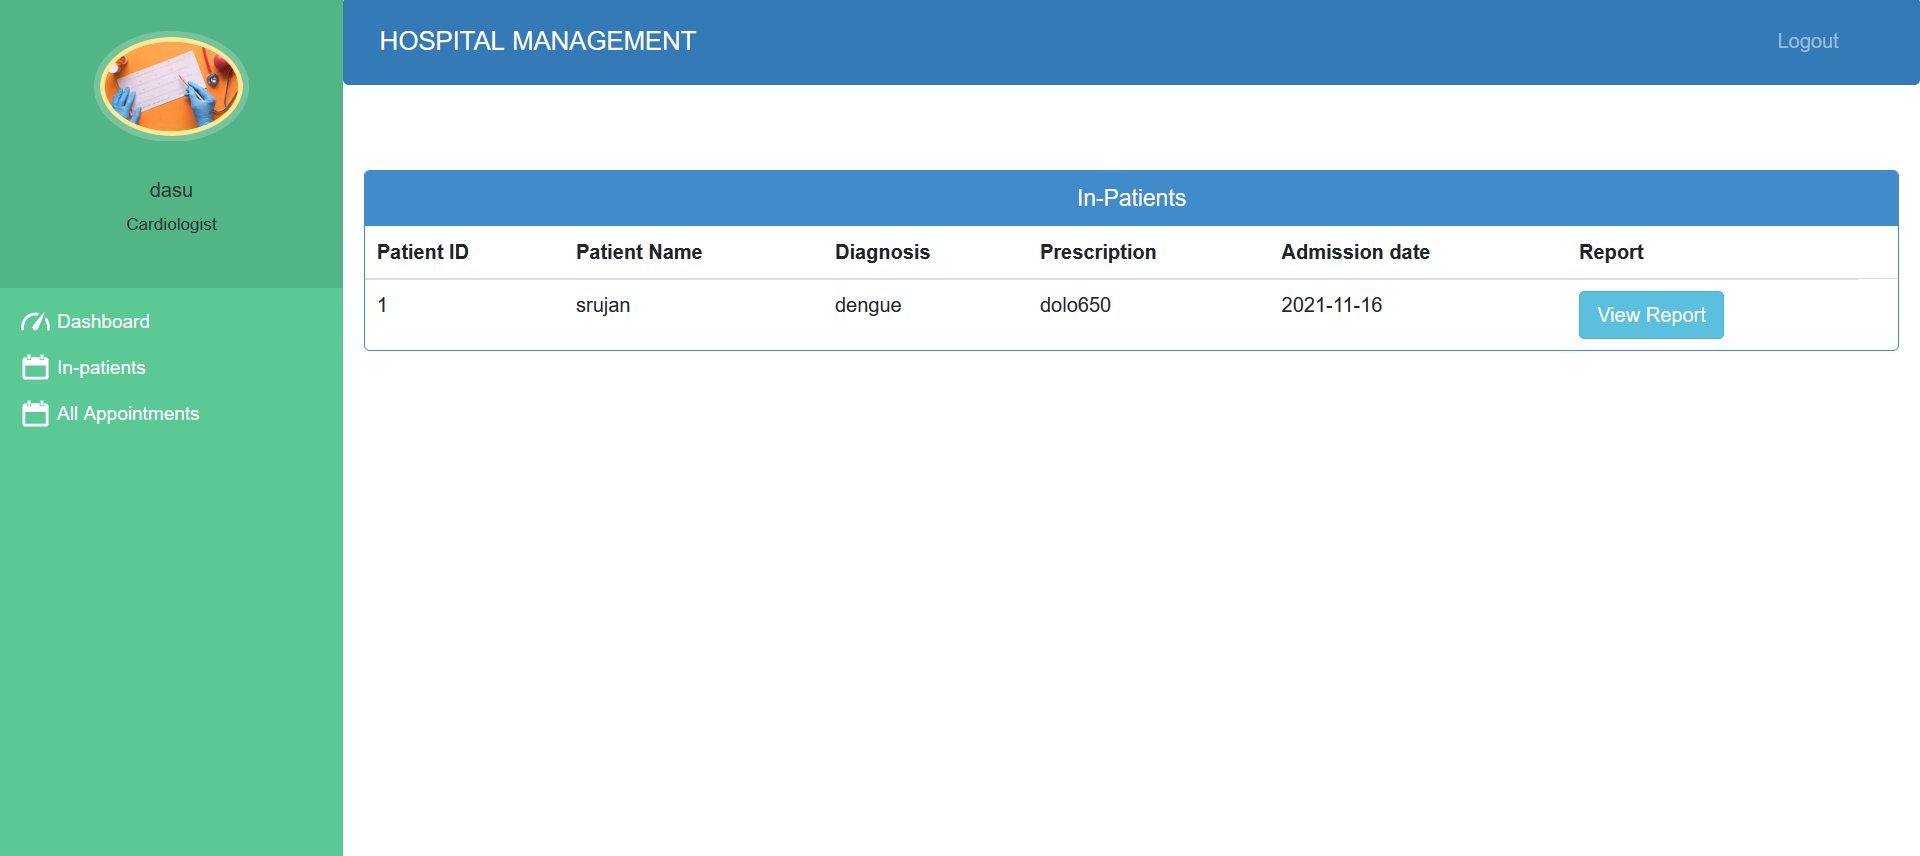 HOSPITAL MANAGEMENT
Logout
dasu
Cardiologist
Dashboard
In-patients
All Appointments
In-Patients
Patient ID Patient Name Diagnosis Prescription Admission date Report
1 srujan dengue dolo650 2021-11-16 View Report